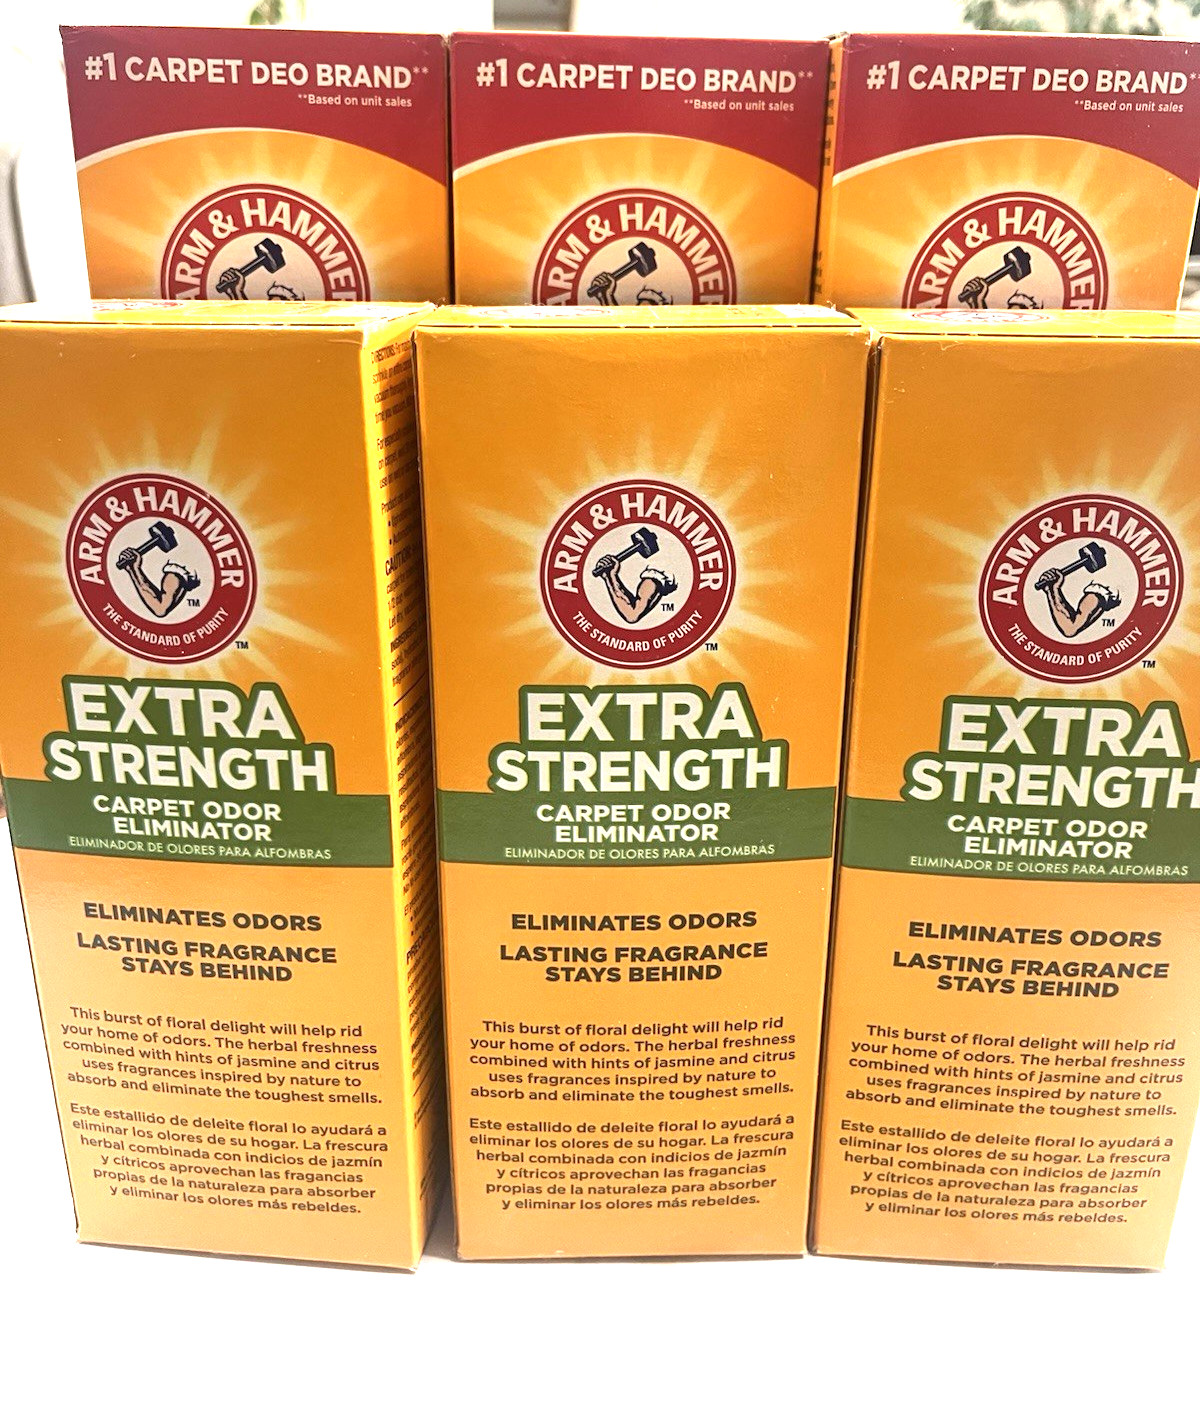 #1 CARPET DEO BRAND**
**Based on unit sales
ARM & HAMMER
#1 CARPET DEO BRAND**
**Based on unit sales
ARM & HAMMER
#1 CARPET DEO BRAND**
**Based on unit sales
ARM & HAMMER
ARM & HAMMER
TM
THE STANDARD OF PURITY
TM
EXTRA
STRENGTH
CARPET ODOR
ELIMINATOR
ELIMINADOR DE OLORES PARA ALFOMBRAS
ELIMINATES ODORS
LASTING FRAGRANCE
STAYS BEHIND
This burst of floral delight will help rid
your home of odors. The herbal freshness
combined with hints of jasmine and citrus
uses fragrances inspired by nature to
absorb and eliminate the toughest smells.
Este estallido de deleite floral lo ayudará a
eliminar los olores de su hogar. La frescura
herbal combinada con indicios de jazmín
y cítricos aprovechan las fragancias
propias de la naturaleza para absorber
y eliminar los olores más rebeldes.
ARM & HAMMER
TM
THE STANDARD OF PURITY
TM
EXTRA
STRENGTH
CARPET ODOR
ELIMINATOR
ELIMINADOR DE OLORES PARA ALFOMBRAS
ELIMINATES ODORS
LASTING FRAGRANCE
STAYS BEHIND
This burst of floral delight will help rid
your home of odors. The herbal freshness
combined with hints of jasmine and citrus
uses fragrances inspired by nature to
absorb and eliminate the toughest smells.
Este estallido de deleite floral lo ayudará a
eliminar los olores de su hogar. La frescura
herbal combinada con indicios de jazmín
y cítricos aprovechan las fragancias
propias de la naturaleza para absorber
y eliminar los olores más rebeldes.
ARM & HAMMER
TM
THE STANDARD OF PURITY
TM
EXTRA
STRENGTH
CARPET ODOR
ELIMINATOR
ELIMINADOR DE OLORES PARA ALFOMBRAS
ELIMINATES ODORS
LASTING FRAGRANCE
STAYS BEHIND
This burst of floral delight will help rid
your home of odors. The herbal freshness
combined with hints of jasmine and citrus
uses fragrances inspired by nature to
absorb and eliminate the toughest smells.
Este estallido de deleite floral lo ayudará a
eliminar los olores de su hogar. La frescura
herbal combinada con indicios de jazmín
y cítricos aprovechan las fragancias
propias de la naturaleza para absorber
y eliminar los olores más rebeldes.